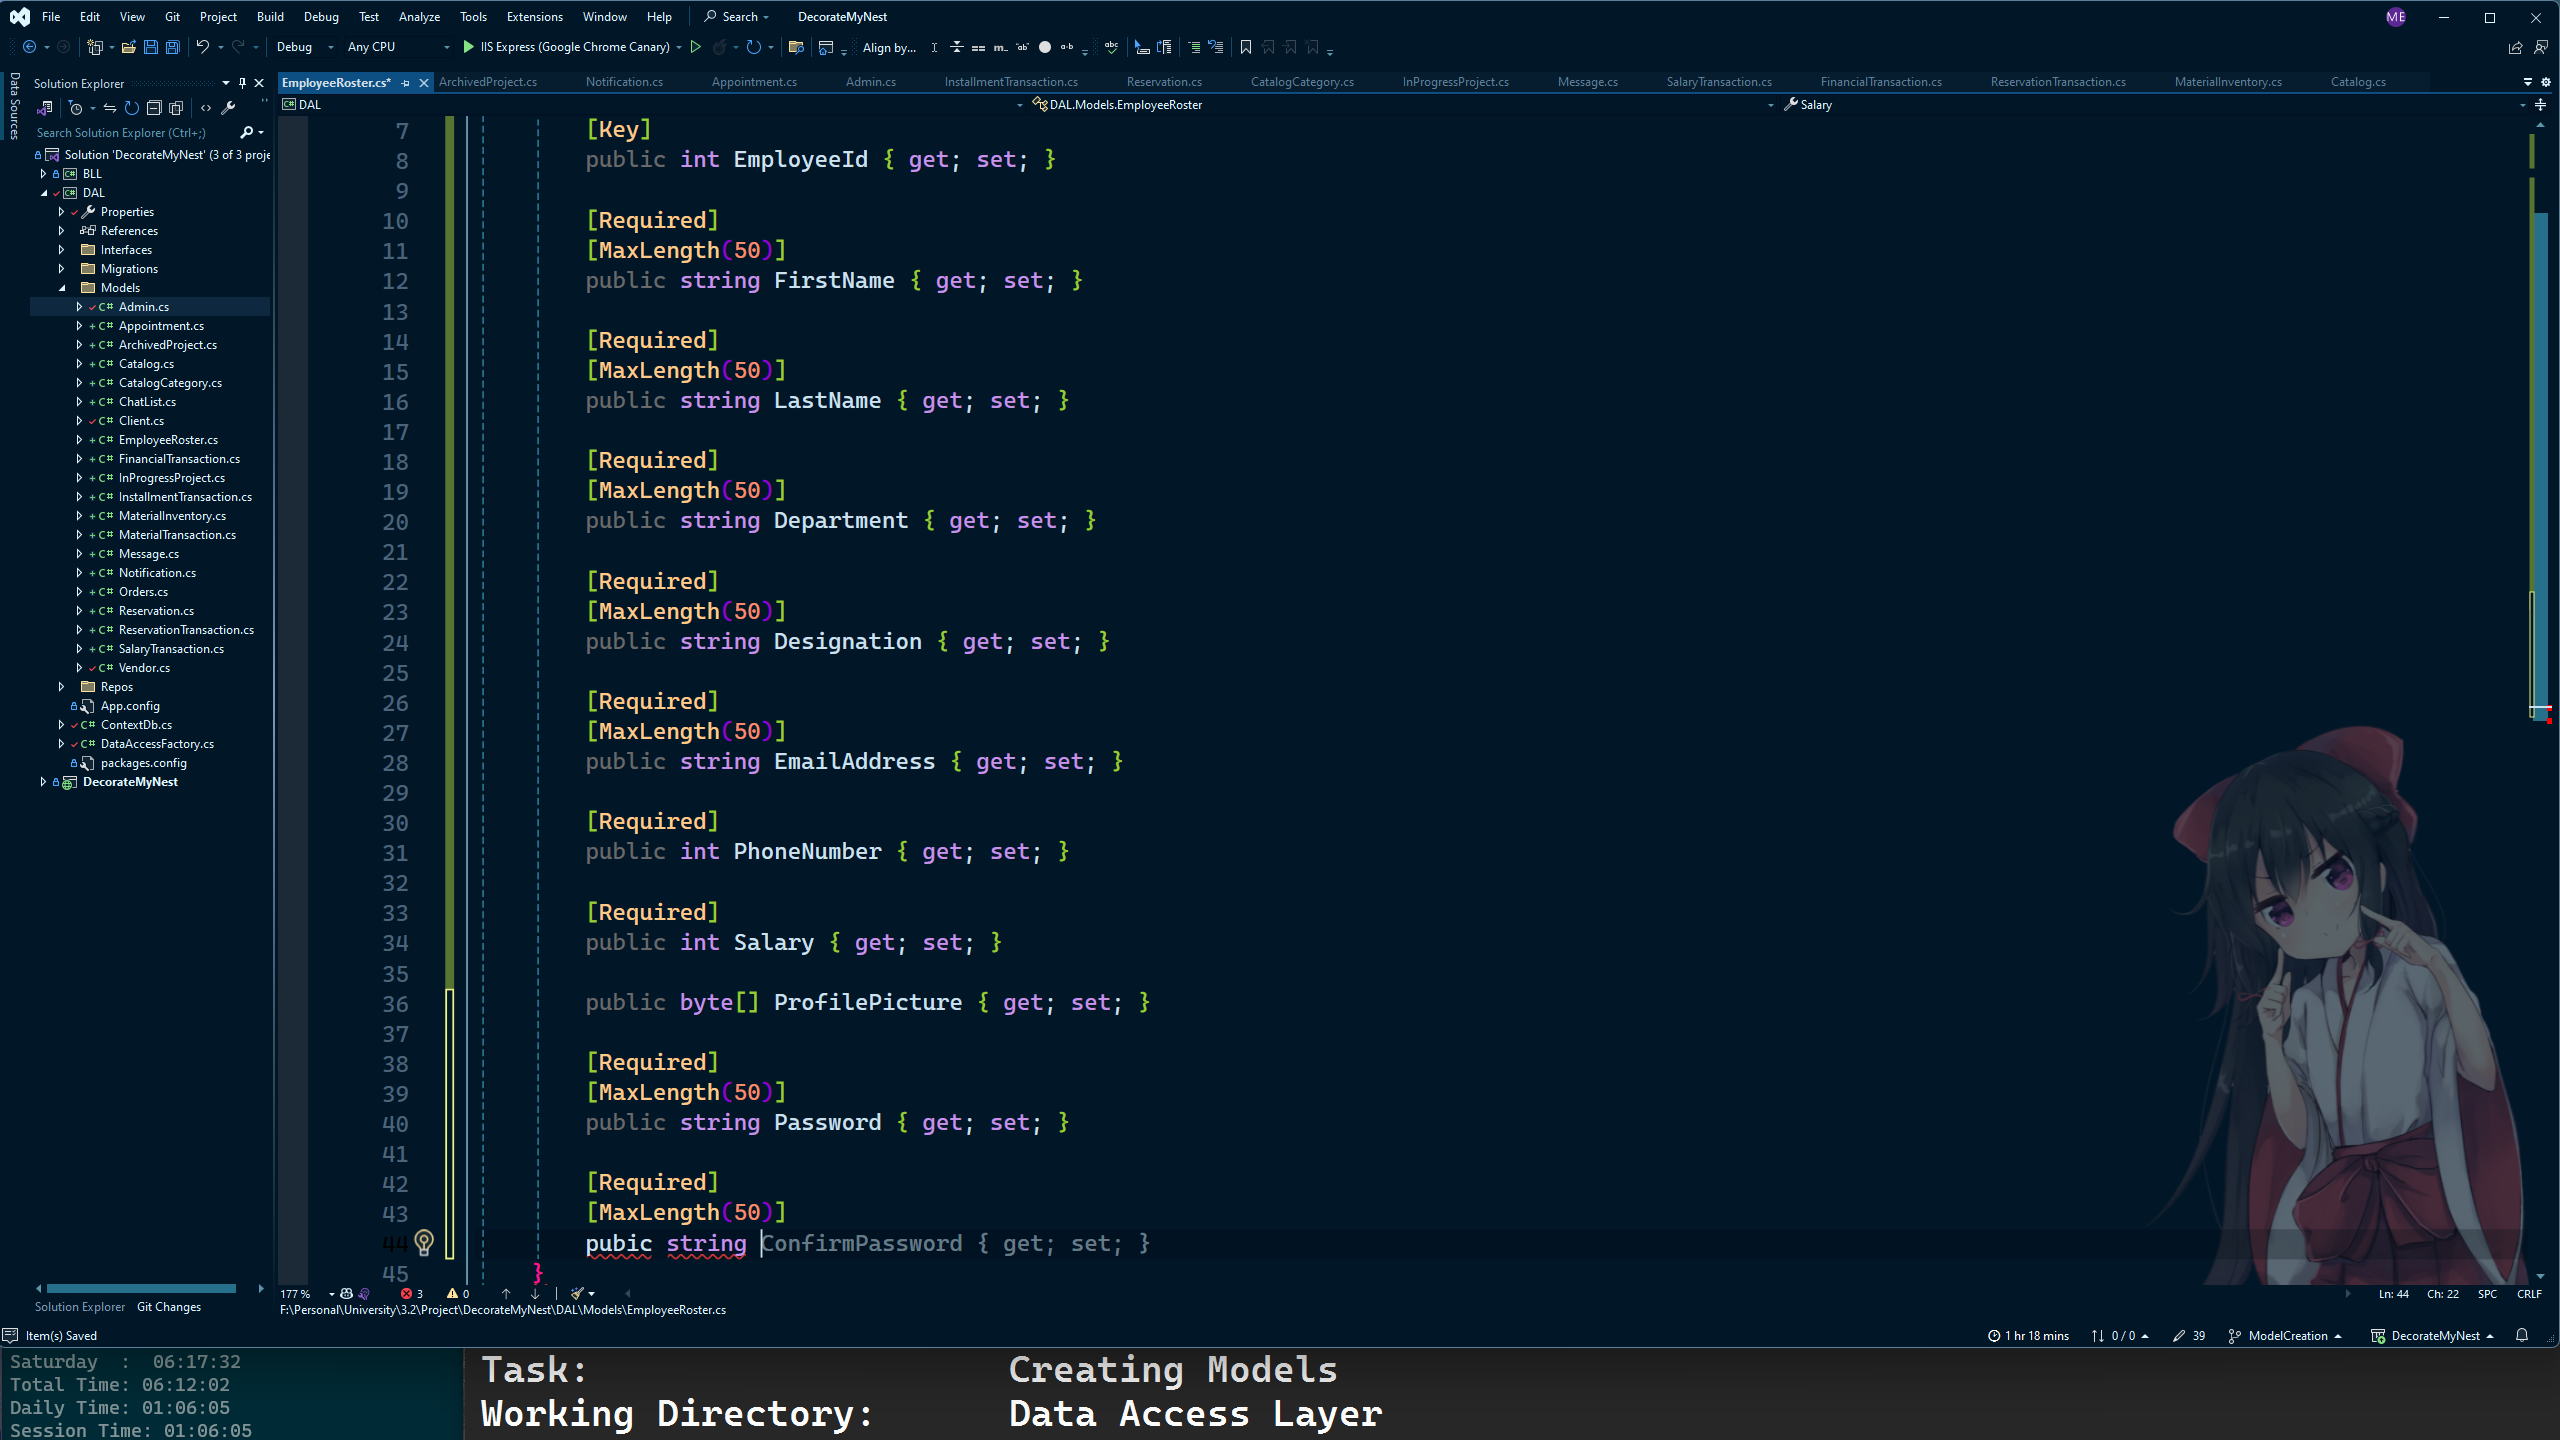 File Edit View Git Project Build Debug Test Analyze Tools Extensions Window Help Search DecorateMyNest ME
Debug Any CPU IIS Express (Google Chrome Canary) Align by...
Data Sources
Solution Explorer
Search Solution Explorer (Ctrl+;)
Solution 'DecorateMyNest' (3 of 3 proje
BLL
DAL
Properties
References
Interfaces
Migrations
Models
C# Admin.cs
C# Appointment.cs
C# ArchivedProject.cs
C# Catalog.cs
C# CatalogCategory.cs
C# ChatList.cs
C# Client.cs
C# EmployeeRoster.cs
C# FinancialTransaction.cs
C# InProgressProject.cs
C# InstallmentTransaction.cs
C# MaterialInventory.cs
C# MaterialTransaction.cs
C# Message.cs
C# Notification.cs
C# Orders.cs
C# Reservation.cs
C# ReservationTransaction.cs
C# SalaryTransaction.cs
C# Vendor.cs
Repos
App.config
C# ContextDb.cs
C# DataAccessFactory.cs
packages.config
DecorateMyNest
Solution Explorer Git Changes
EmployeeRoster.cs* ArchivedProject.cs Notification.cs Appointment.cs Admin.cs InstallmentTransaction.cs Reservation.cs CatalogCategory.cs InProgressProject.cs Message.cs SalaryTransaction.cs FinancialTransaction.cs ReservationTransaction.cs MaterialInventory.cs Catalog.cs
DAL DAL.Models.EmployeeRoster Salary
7 [Key]
8 public int EmployeeId { get; set; }
9
10 [Required]
11 [MaxLength(50)]
12 public string FirstName { get; set; }
13
14 [Required]
15 [MaxLength(50)]
16 public string LastName { get; set; }
17
18 [Required]
19 [MaxLength(50)]
20 public string Department { get; set; }
21
22 [Required]
23 [MaxLength(50)]
24 public string Designation { get; set; }
25
26 [Required]
27 [MaxLength(50)]
28 public string EmailAddress { get; set; }
29
30 [Required]
31 public int PhoneNumber { get; set; }
32
33 [Required]
34 public int Salary { get; set; }
35
36 public byte[] ProfilePicture { get; set; }
37
38 [Required]
39 [MaxLength(50)]
40 public string Password { get; set; }
41
42 [Required]
43 [MaxLength(50)]
44 pubic string ConfirmPassword { get; set; }
45 }
177 % 3 0 Ln: 44 Ch: 22 SPC CRLF
F:\Personal\University\3.2\Project\DecorateMyNest\DAL\Models\EmployeeRoster.cs
Item(s) Saved 1 hr 18 mins 0 / 0 39 ModelCreation DecorateMyNest
Saturday : 06:17:32
Total Time: 06:12:02
Daily Time: 01:06:05
Session Time: 01:06:05
Task: Creating Models
Working Directory: Data Access Layer